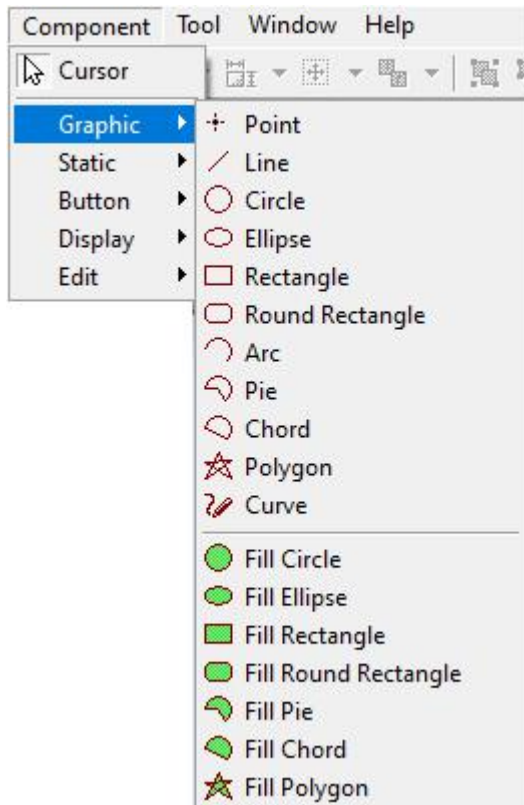 Component Tool Window Help
Cursor
Graphic
Static
Button
Display
Edit
Point
Line
Circle
Ellipse
Rectangle
Round Rectangle
Arc
Pie
Chord
Polygon
Curve
Fill Circle
Fill Ellipse
Fill Rectangle
Fill Round Rectangle
Fill Pie
Fill Chord
Fill Polygon